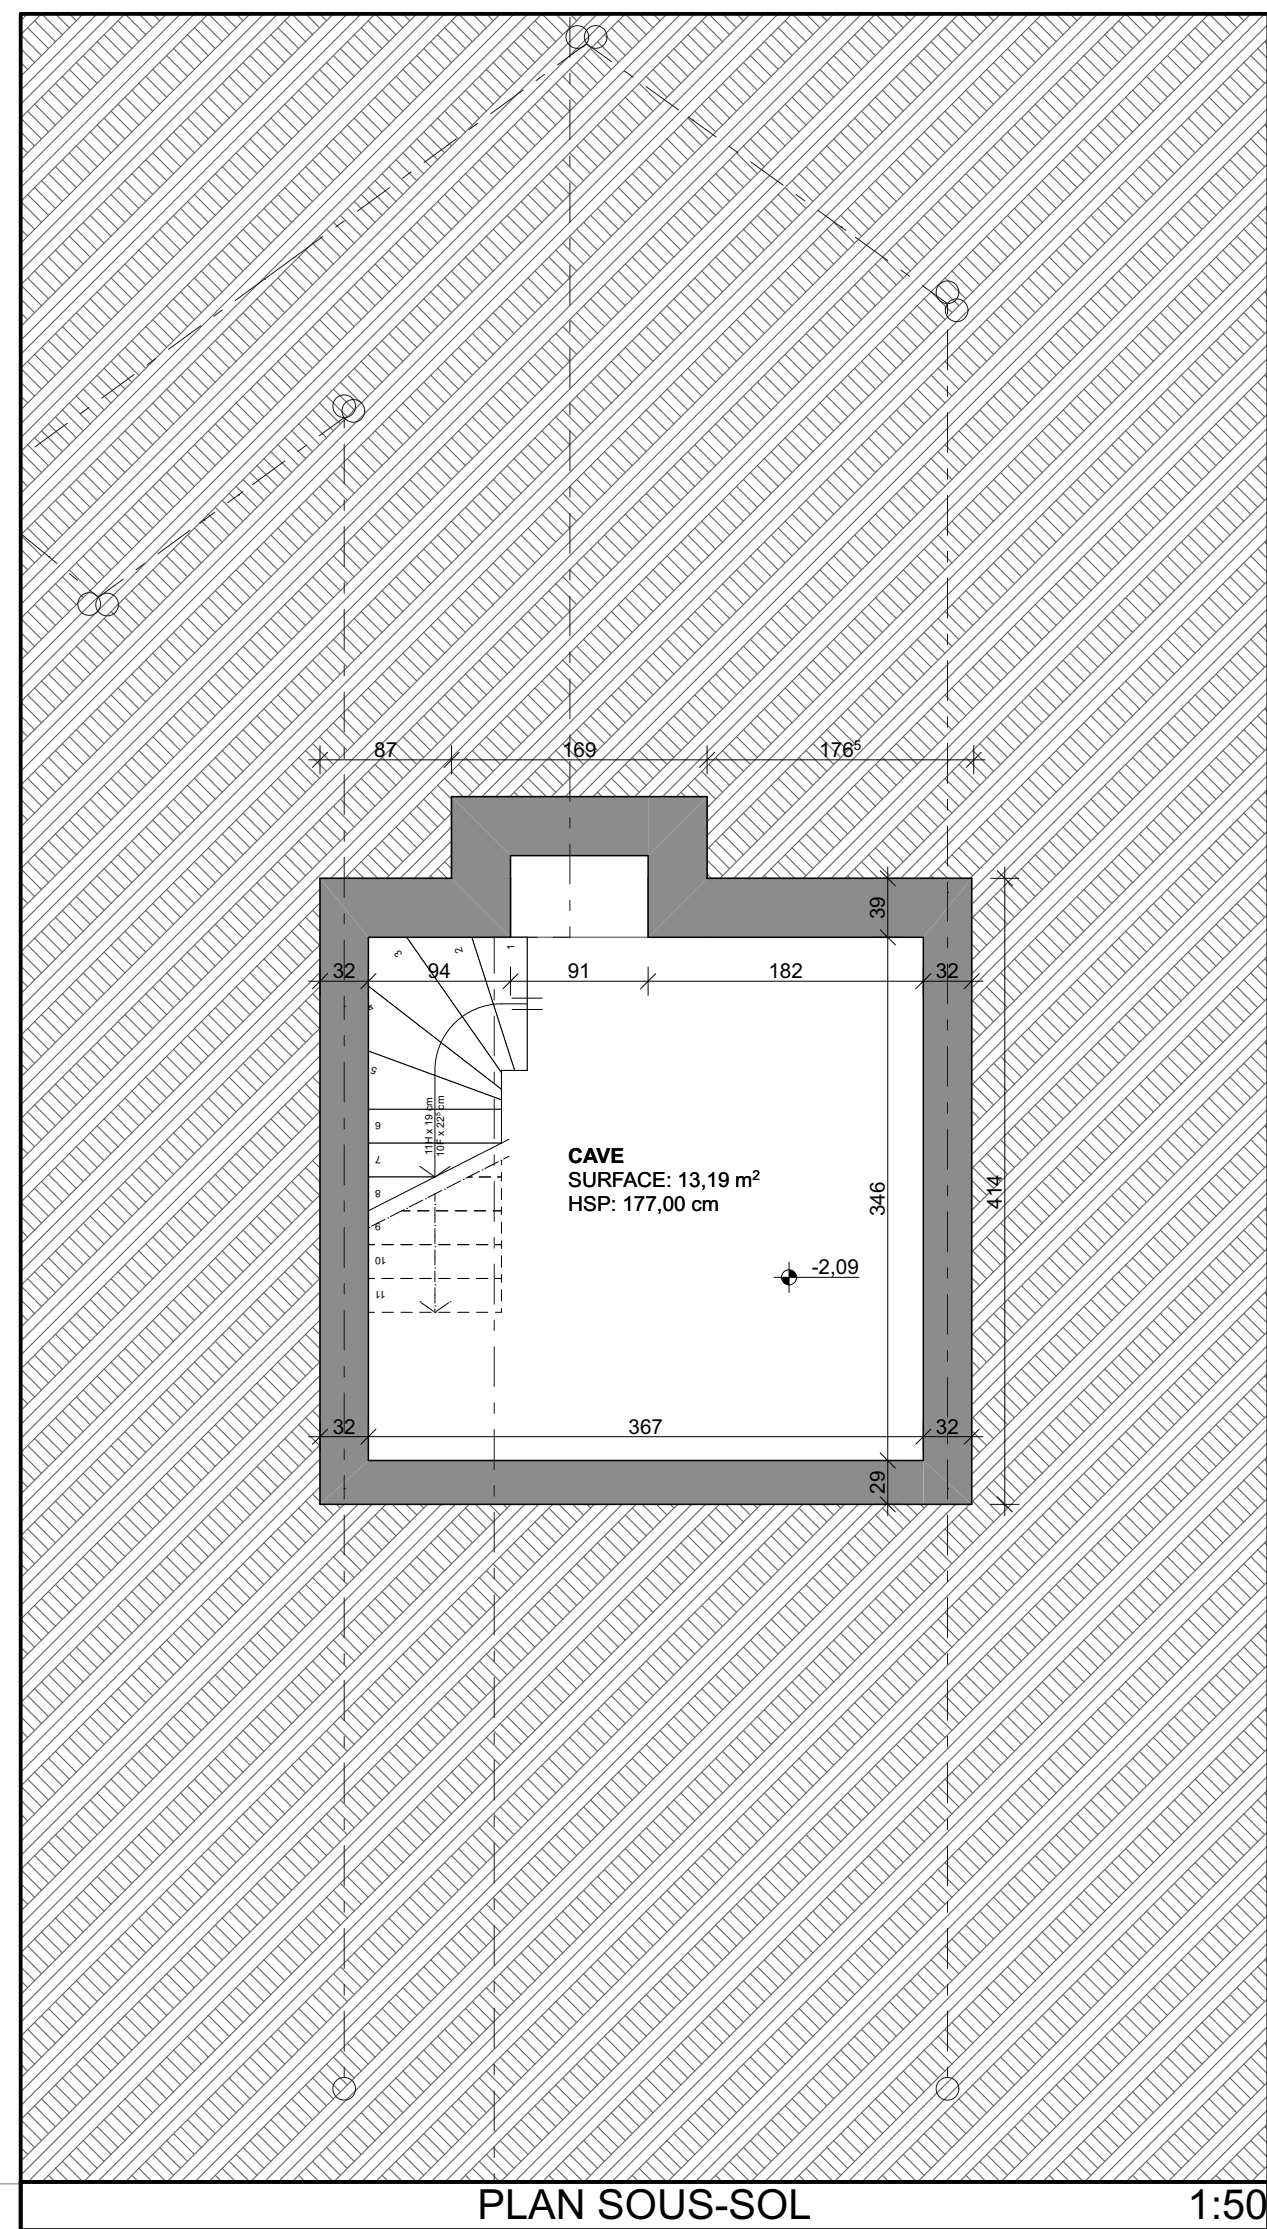 87 169 176⁵
39
1
2
3
32 94 91 182 32
4
5
11H x 19 cm
10F x 22⁵ cm
6
7
8
CAVE
SURFACE: 13,19 m²
HSP: 177,00 cm
346
414
9
10
11
-2,09
32 367 32
29
PLAN SOUS-SOL 1:50